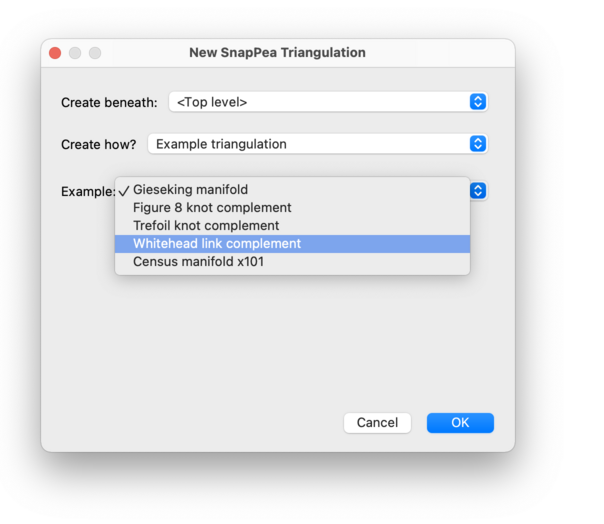 New SnapPea Triangulation
Create beneath: <Top level>
Create how? Example triangulation
Example: ✓ Gieseking manifold
Figure 8 knot complement
Trefoil knot complement
Whitehead link complement
Census manifold x101
Cancel OK